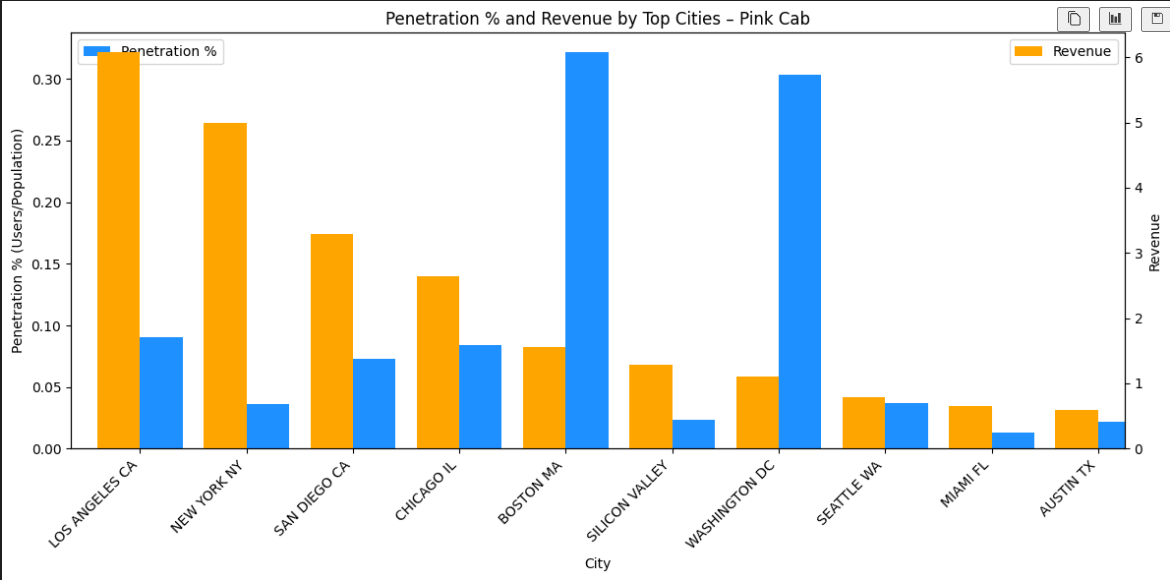 Penetration % and Revenue by Top Cities – Pink Cab
Penetration %
Revenue
0.30
0.25
0.20
0.15
0.10
0.05
0.00
Penetration % (Users/Population)
6
5
4
3
2
1
0
Revenue
LOS ANGELES CA
NEW YORK NY
SAN DIEGO CA
CHICAGO IL
BOSTON MA
SILICON VALLEY
WASHINGTON DC
SEATTLE WA
MIAMI FL
AUSTIN TX
City